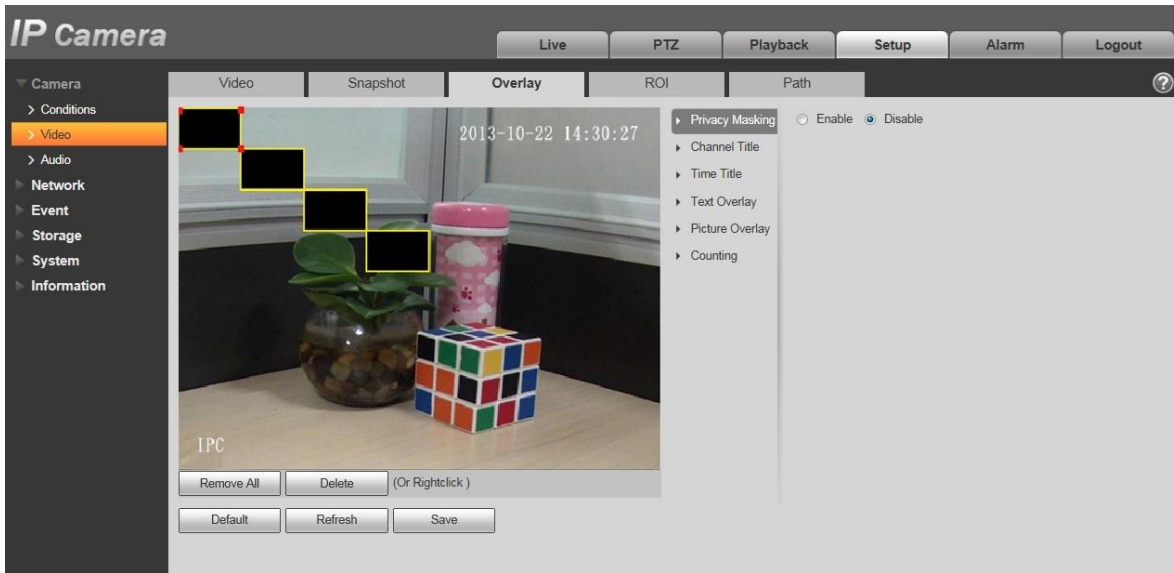 IP Camera
Live PTZ Playback Setup Alarm Logout
Camera
Conditions
Video
Audio
Network
Event
Storage
System
Information
Video Snapshot Overlay ROI Path
?
2013-10-22 14:30:27
IPC
Privacy Masking
Channel Title
Time Title
Text Overlay
Picture Overlay
Counting
Enable Disable
Remove All Delete (Or Rightclick )
Default Refresh Save